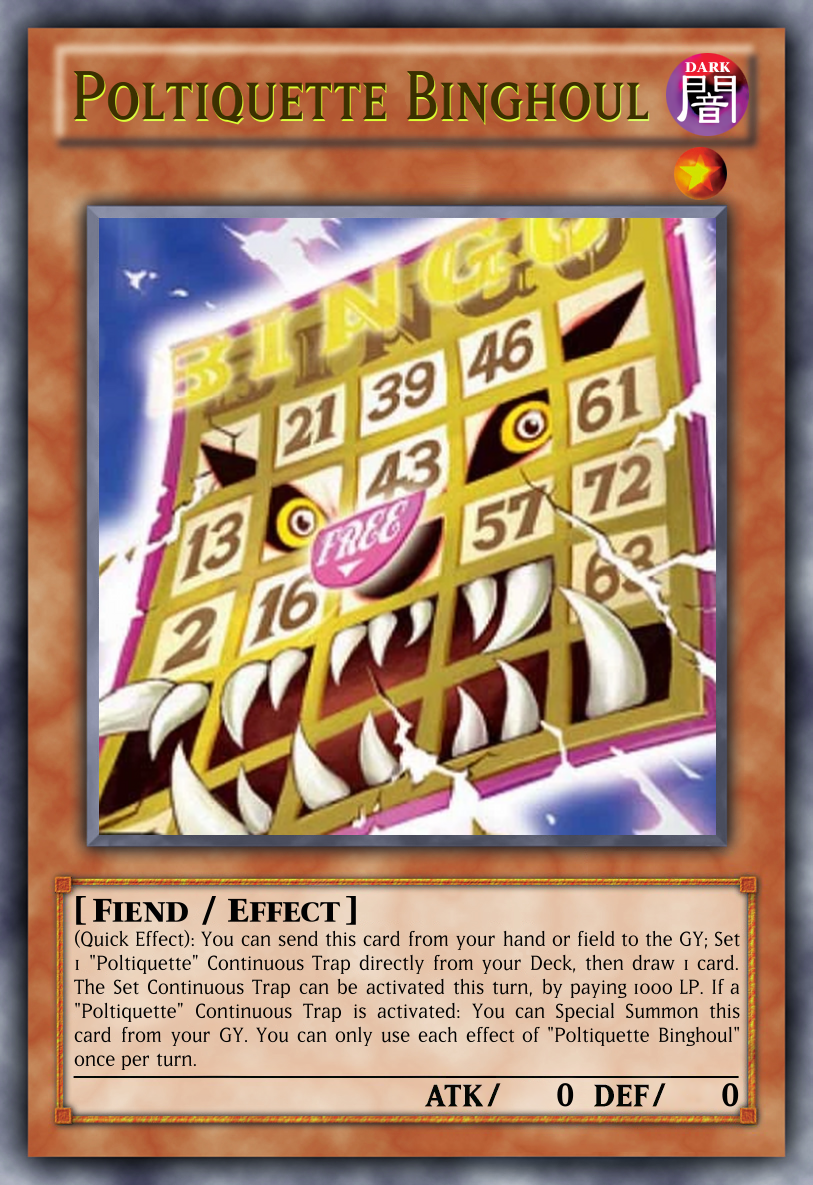 Poltiquette Binghoul
DARK
闇
BINGO
21 39 46
13 43 61
2 16 FREE 57 72
63
[ Fiend / Effect ]
(Quick Effect): You can send this card from your hand or field to the GY; Set
1 "Poltiquette" Continuous Trap directly from your Deck, then draw 1 card.
The Set Continuous Trap can be activated this turn, by paying 1000 LP. If a
"Poltiquette" Continuous Trap is activated: You can Special Summon this
card from your GY. You can only use each effect of "Poltiquette Binghoul"
once per turn.
ATK/ 0 DEF/ 0